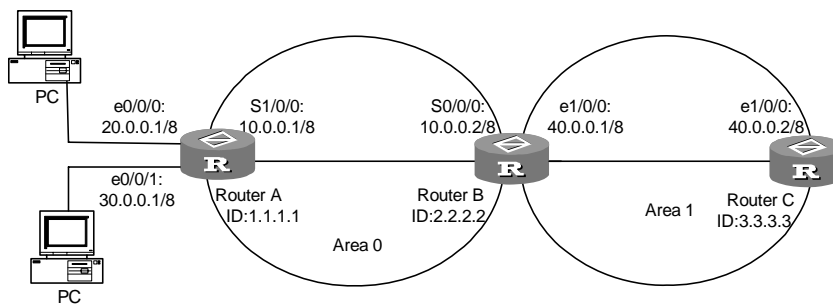 PC
e0/0/0:
20.0.0.1/8
S1/0/0:
10.0.0.1/8
S0/0/0:
10.0.0.2/8
e1/0/0:
40.0.0.1/8
e1/0/0:
40.0.0.2/8
R
R
R
e0/0/1:
30.0.0.1/8
Router A
ID:1.1.1.1
Router B
ID:2.2.2.2
Router C
ID:3.3.3.3
Area 0
Area 1
PC